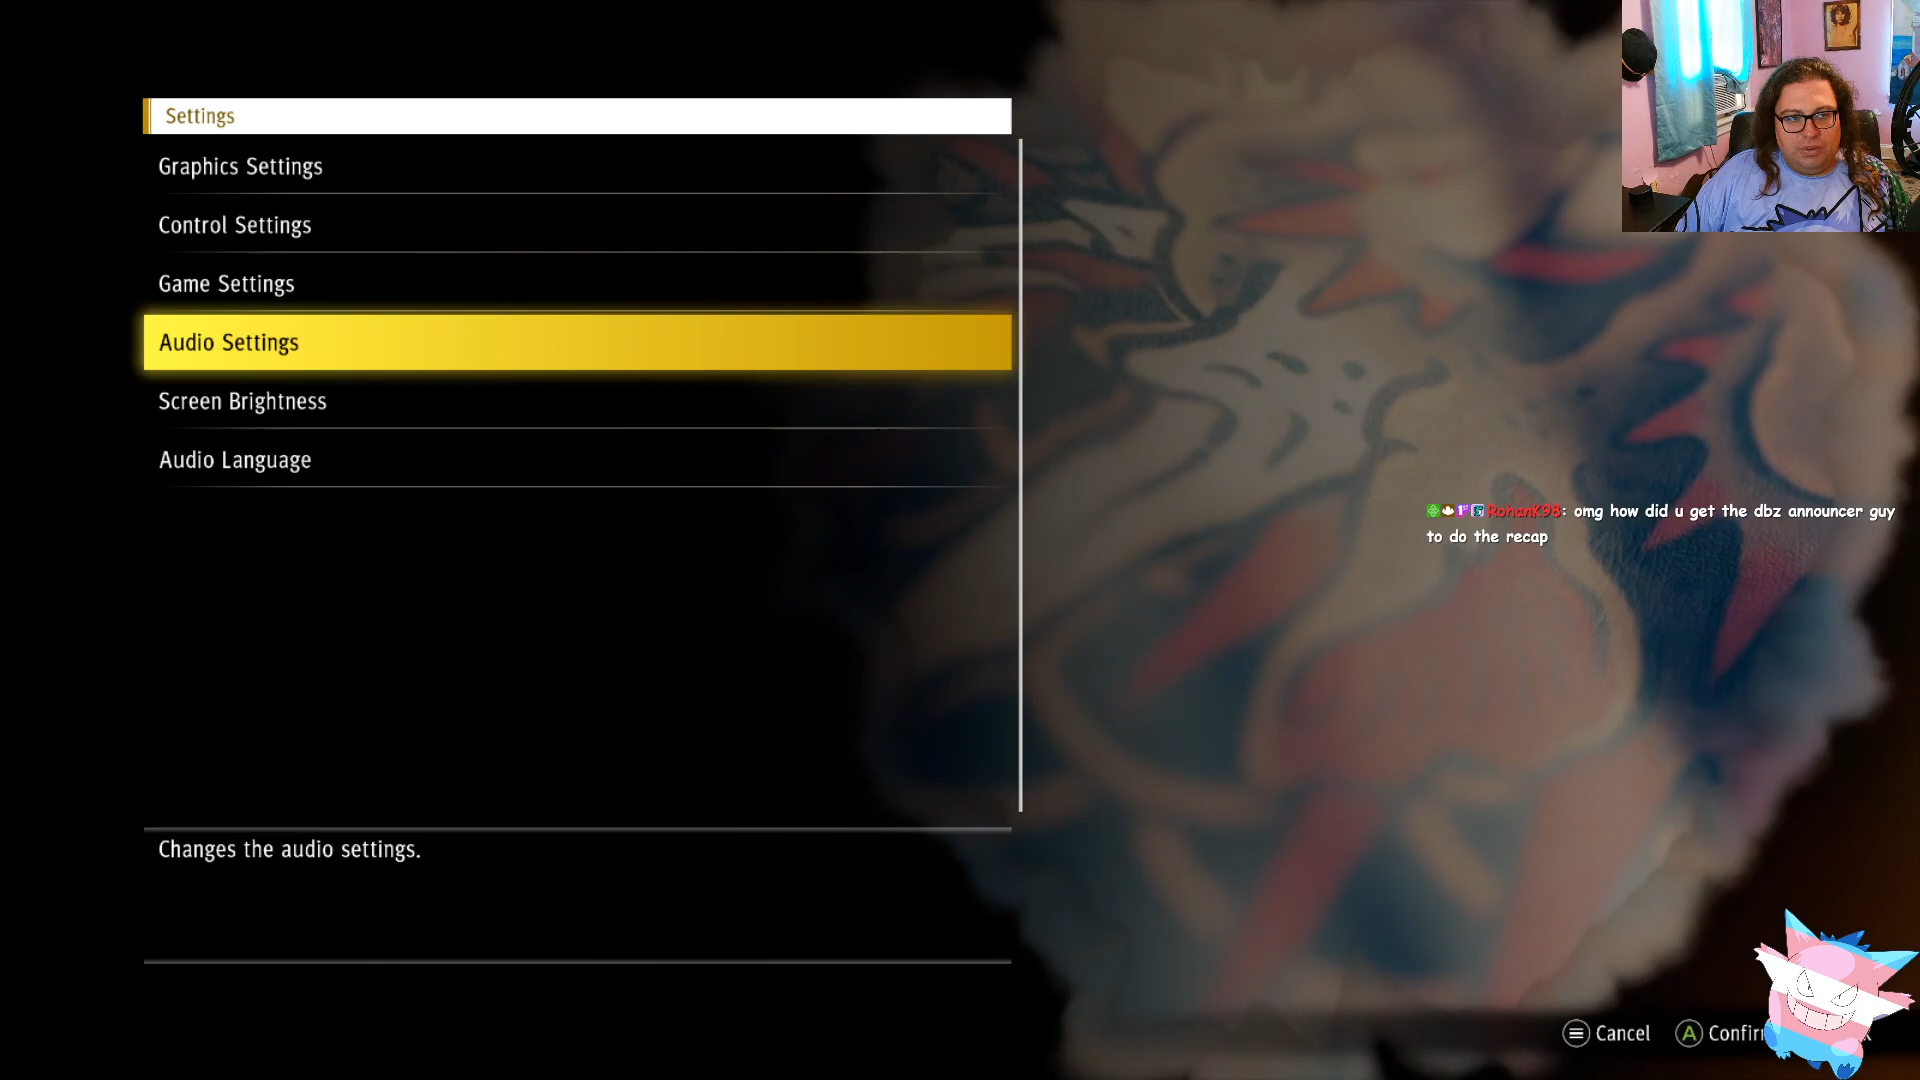 Settings
Graphics Settings
Control Settings
Game Settings
Audio Settings
Screen Brightness
Audio Language
RohanK98: omg how did u get the dbz announcer guy
to do the recap
Changes the audio settings.
Cancel
A